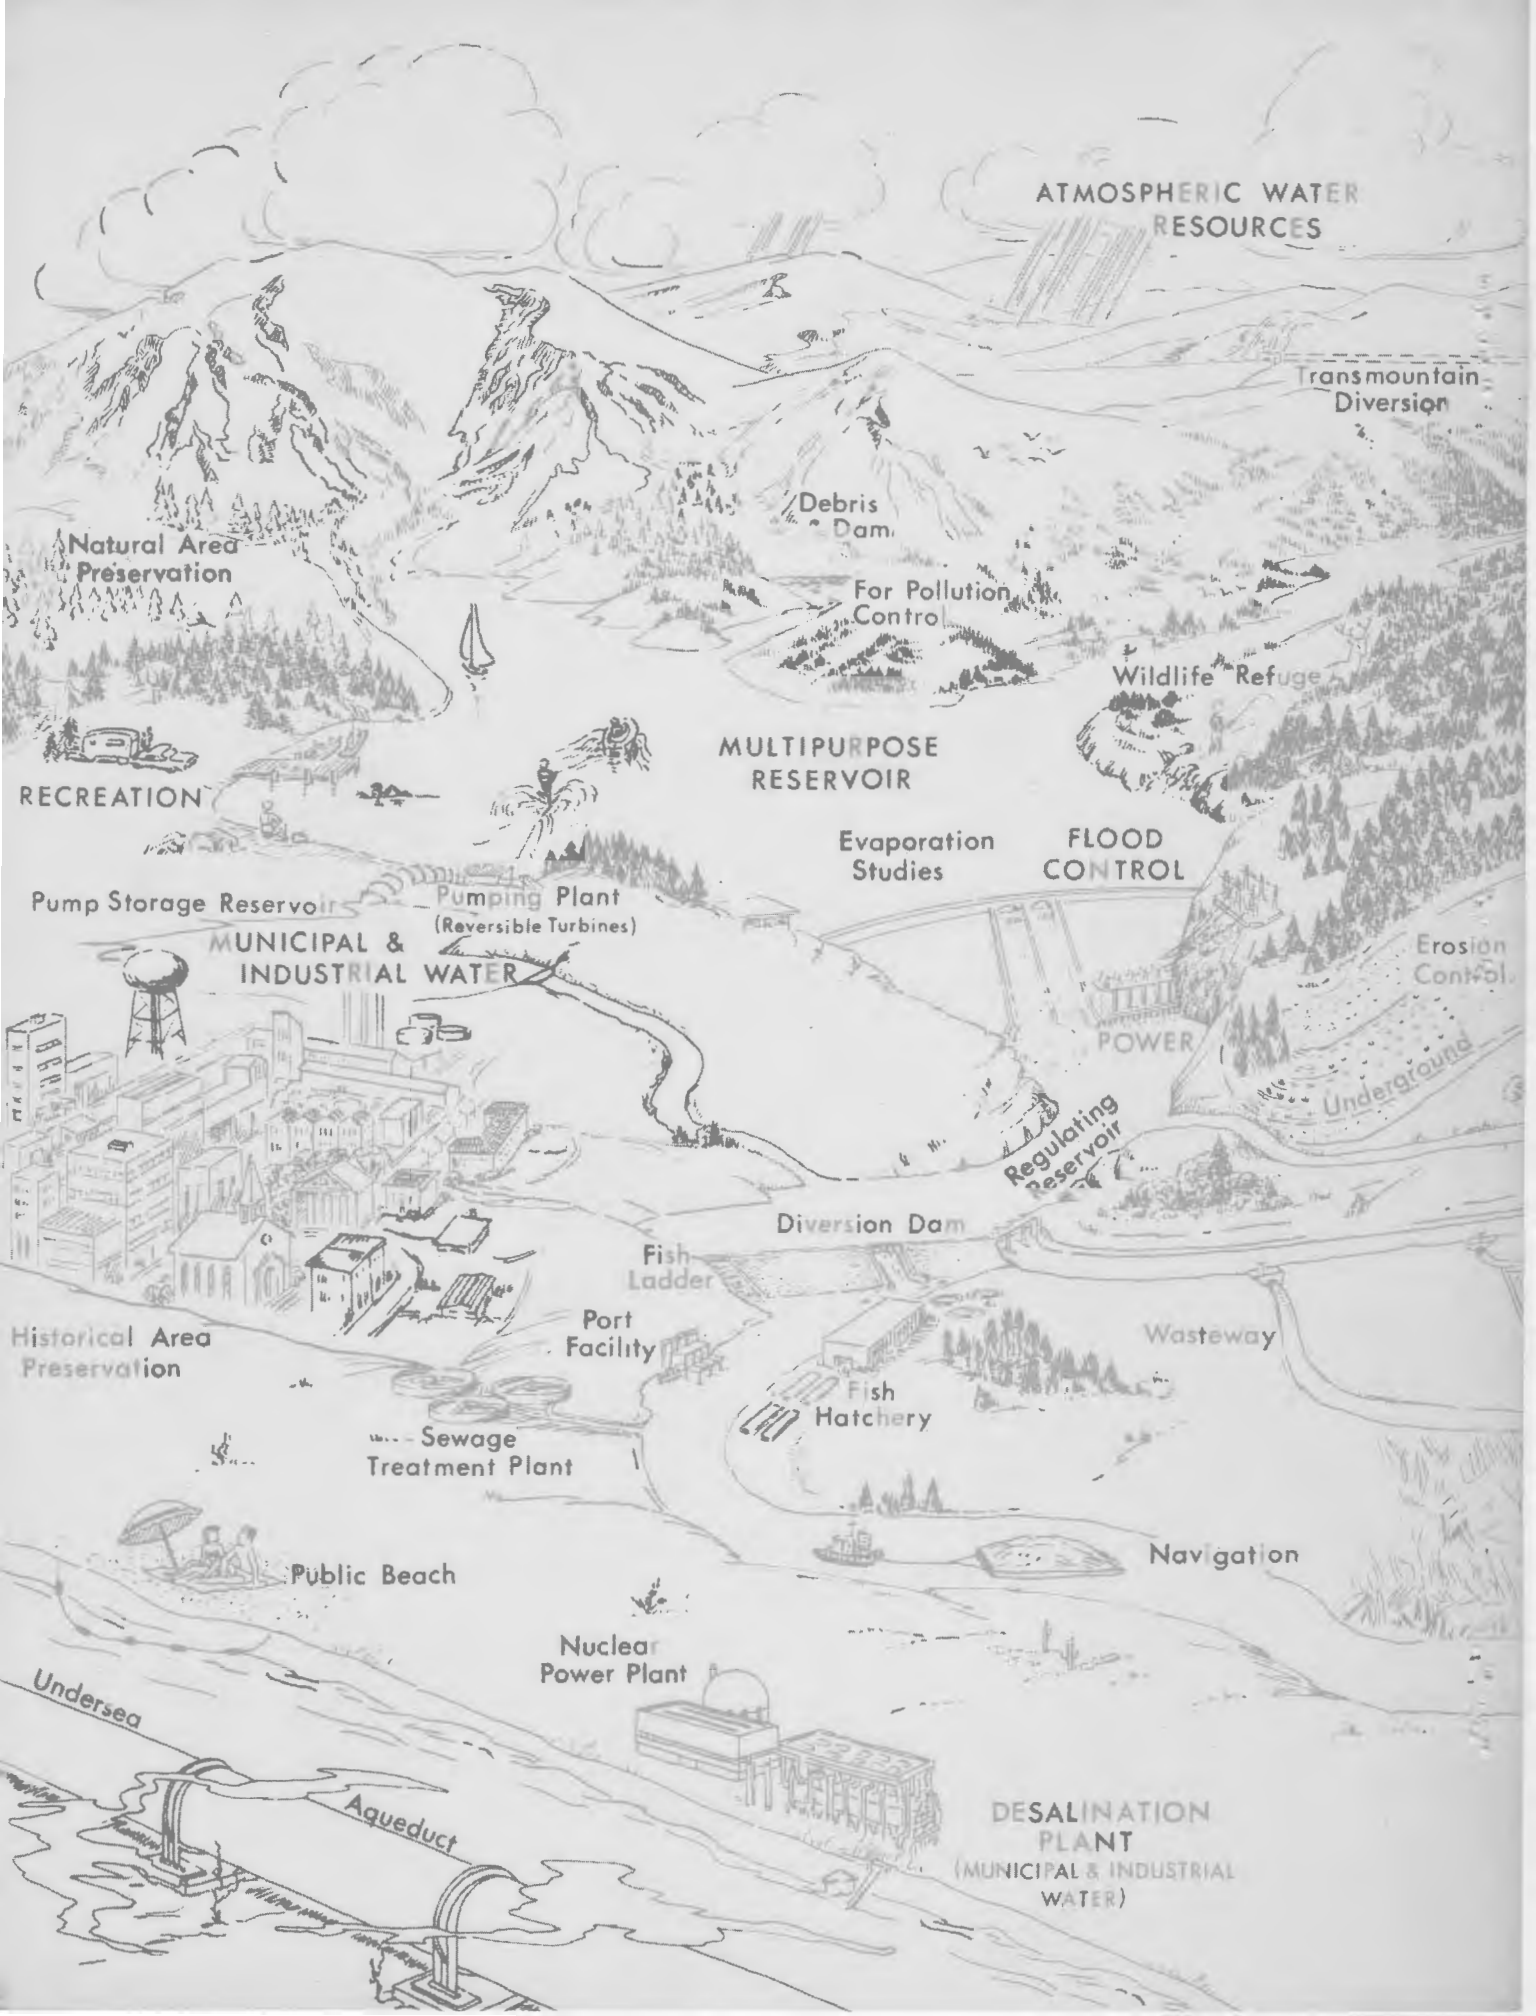 ATMOSPHERIC WATER
RESOURCES
Transmountain
Diversion
Debris
Dam
Natural Area
Preservation
For Pollution
Control
Wildlife Refuge
MULTIPURPOSE
RESERVOIR
RECREATION
Evaporation
Studies
FLOOD
CONTROL
Pump Storage Reservoir
Pumping Plant
(Reversible Turbines)
MUNICIPAL &
INDUSTRIAL WATER
Erosion
Control
POWER
Underground
Regulating
Reservoir
Diversion Dam
Fish
Ladder
Port
Facility
Historical Area
Preservation
Wasteway
Fish
Hatchery
Sewage
Treatment Plant
Navigation
Public Beach
Nuclear
Power Plant
Undersea
Aqueduct
DESALINATION
PLANT
(MUNICIPAL & INDUSTRIAL
WATER)